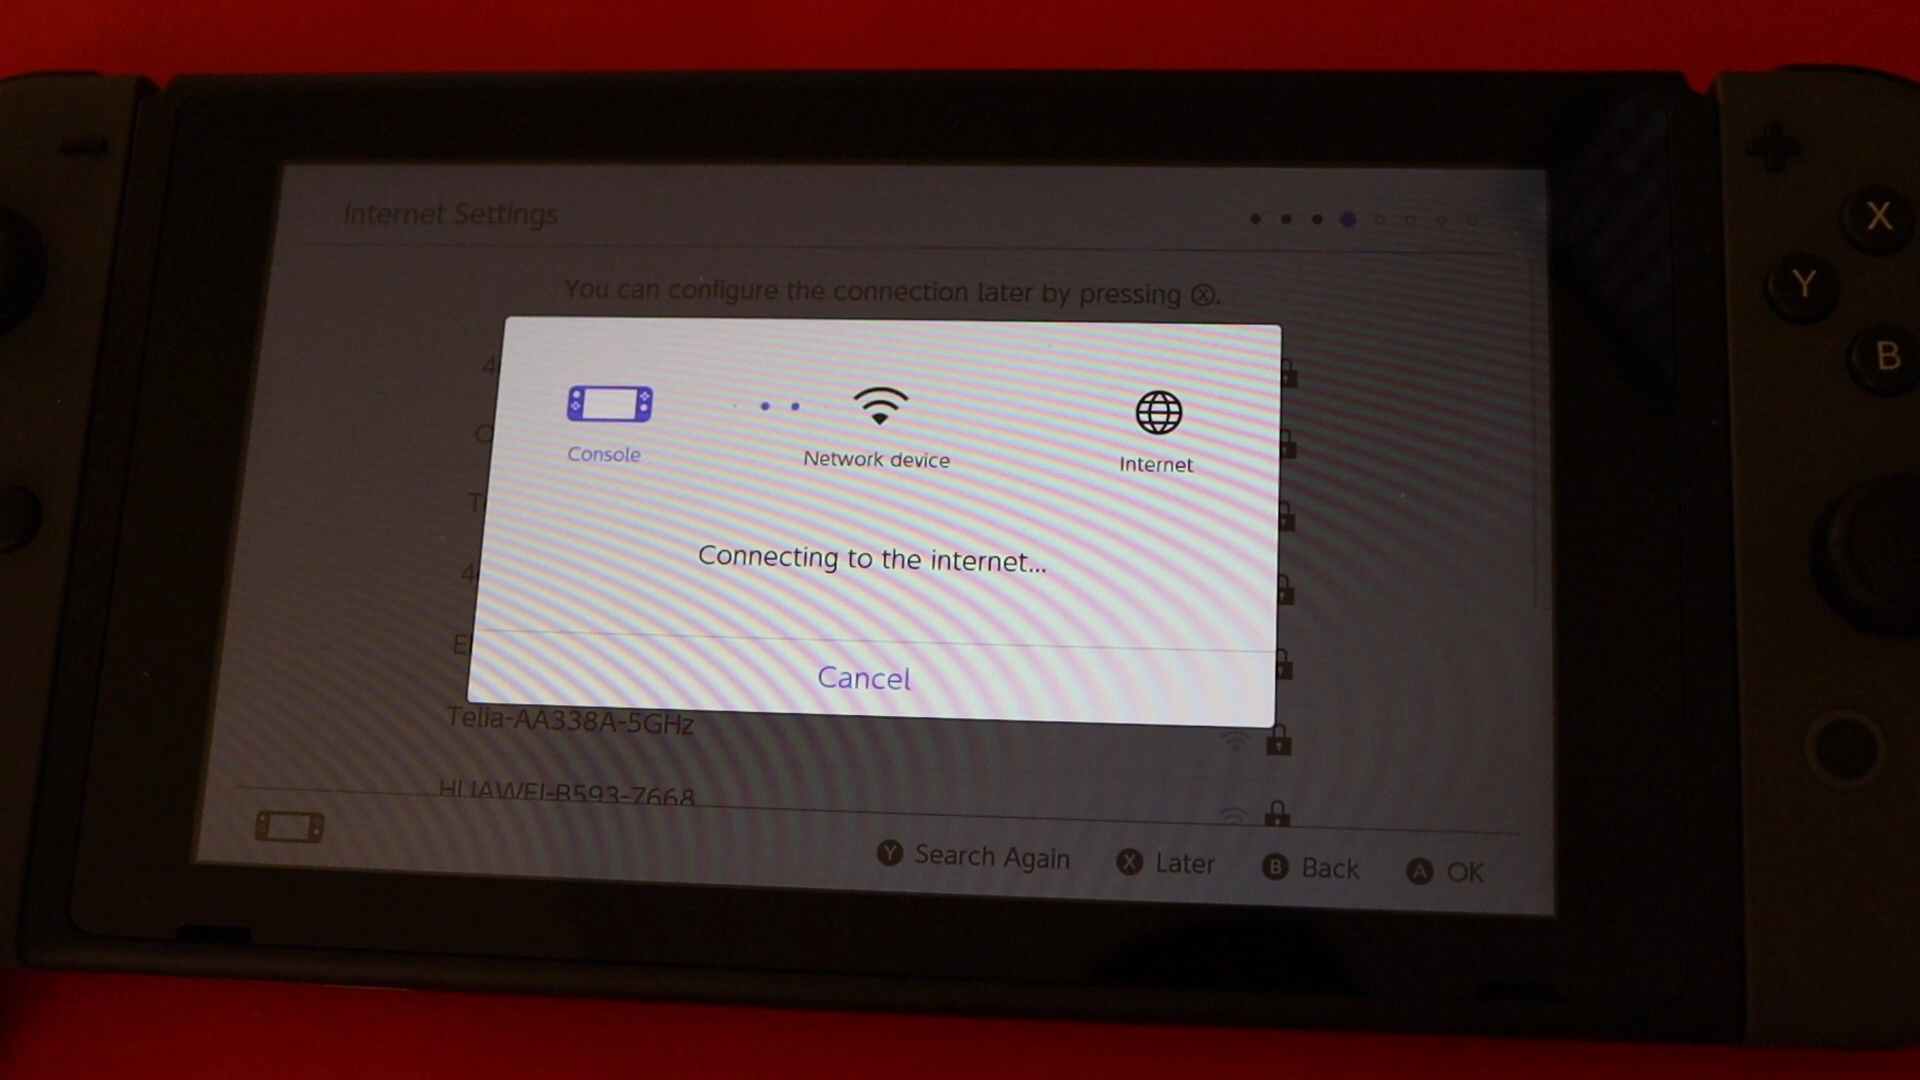 Internet Settings
You can configure the connection later by pressing Ⓧ.
Console
Network device
Internet
Connecting to the internet...
Cancel
Telia-AA338A-5GHz
HUAWEI-B593-7668
Y Search Again
X Later
B Back
A OK
X
Y
B